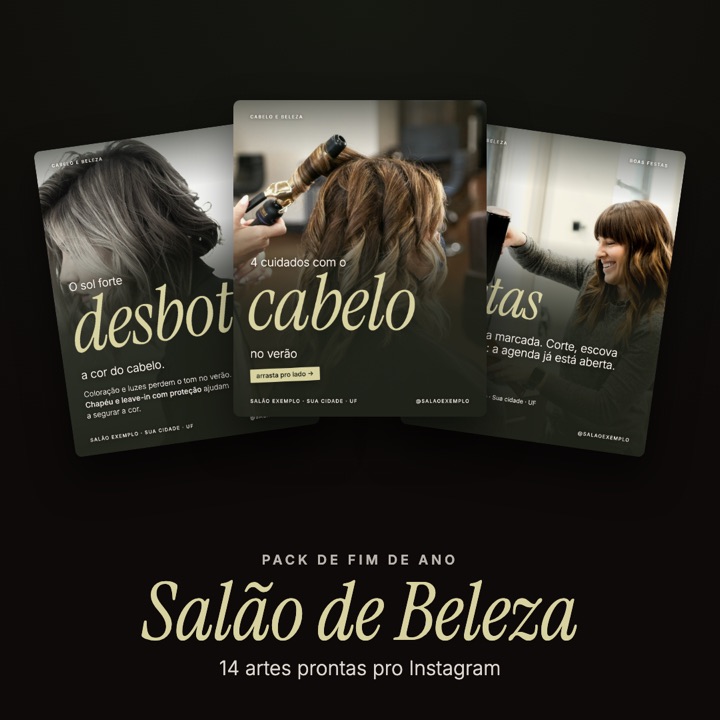 CABELO E BELEZA
O sol forte
desbot
a cor do cabelo.
Coloração e luzes perdem o tom no verão.
Chapéu e leave-in com proteção ajudam
a segurar a cor.
SALÃO EXEMPLO · SUA CIDADE · UF
CABELO E BELEZA
4 cuidados com o
cabelo
no verão
arrasta pro lado →
SALÃO EXEMPLO · SUA CIDADE · UF
@SALAOEXEMPLO
BOAS FESTAS
tas
a marcada. Corte, escova
: a agenda já está aberta.
Sua cidade · UF
@SALAOEXEMPLO
PACK DE FIM DE ANO
Salão de Beleza
14 artes prontas pro Instagram